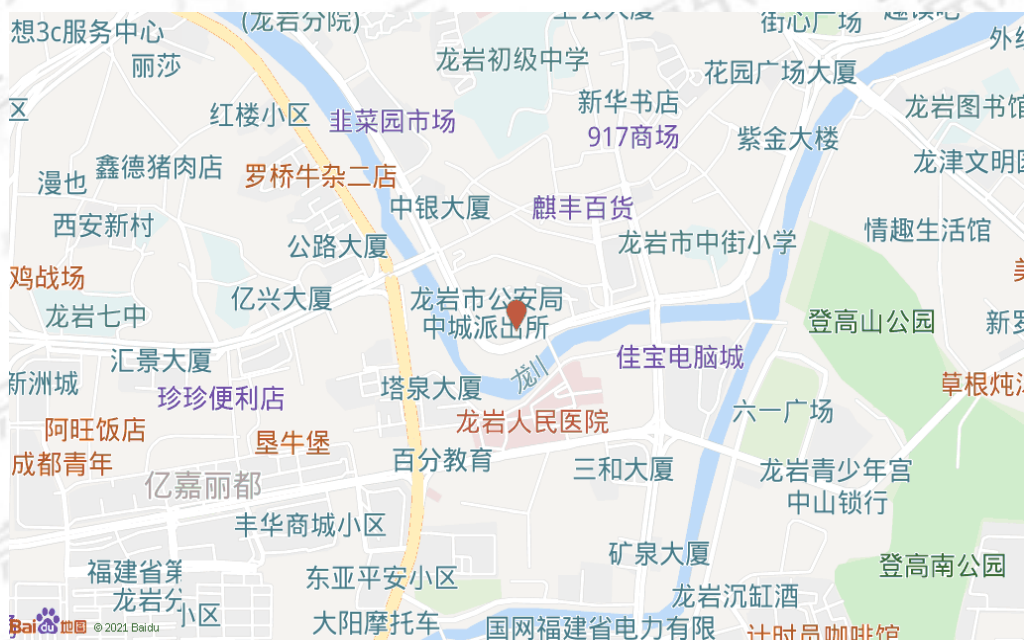 (龙岩分院)
街心广场
想3c服务中心
丽莎
龙岩初级中学
花园广场大厦
区
红楼小区
韭菜园市场
新华书店
917商场
紫金大楼
龙岩图书馆
鑫德猪肉店
漫也
罗桥牛杂二店
龙津文明
西安新村
中银大厦
麒丰百货
公路大厦
龙岩市中街小学
情趣生活馆
鸡战场
亿兴大厦
龙岩市公安局
中城派出所
龙岩七中
登高山公园
新罗
汇景大厦
佳宝电脑城
新洲城
珍珍便利店
塔泉大厦
龙川
草根炖
阿旺饭店
垦牛堡
龙岩人民医院
六一广场
成都青年
百分教育
三和大厦
龙岩青少年宫
中山锁行
亿嘉丽都
丰华商城小区
矿泉大厦
登高南公园
福建省第
龙岩分
小区
东亚平安小区
龙岩沉缸酒
大阳摩托车
国网福建省电力有限
计时员咖啡馆
Bai du 地图 © 2021 Baidu